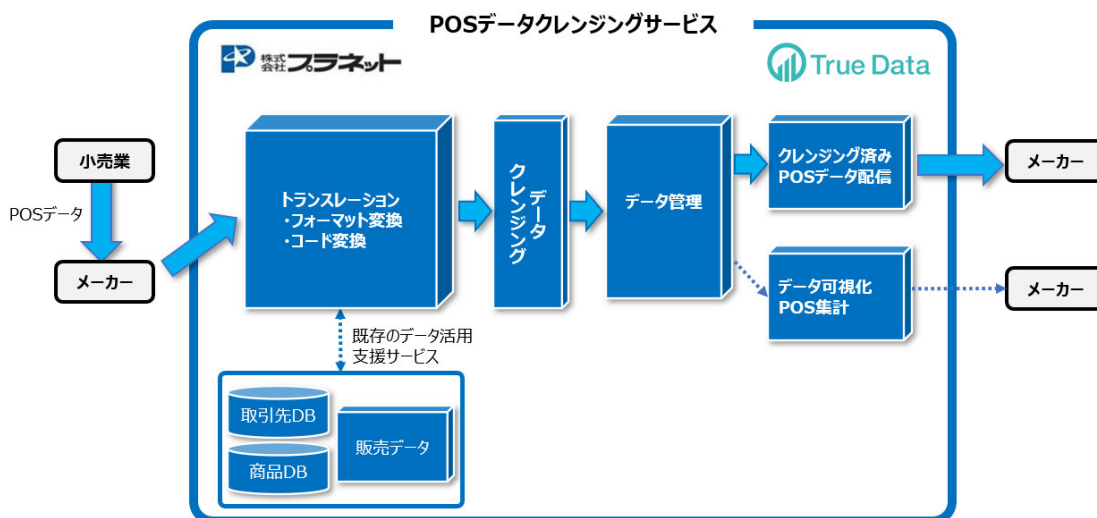 POSデータクレンジングサービス
株式会社プラネット
True Data
小売業
POSデータ
メーカー
トランスレーション
・フォーマット変換
・コード変換
データ
クレンジング
データ管理
クレンジング済み
POSデータ配信
メーカー
データ可視化
POS集計
メーカー
既存のデータ活用
支援サービス
取引先DB
商品DB
販売データ